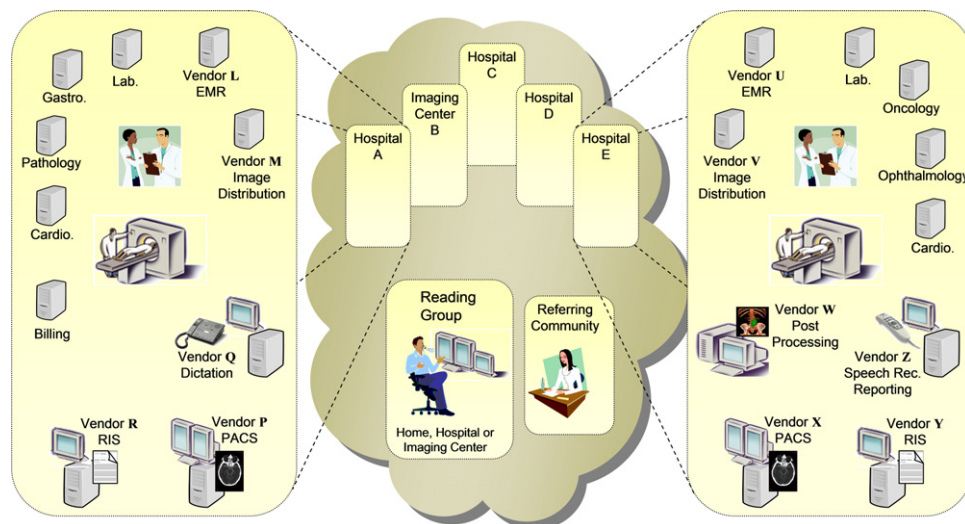 Gastro.
Lab.
Vendor L
EMR
Pathology
Vendor M
Image
Distribution
Cardio.
Billing
Vendor Q
Dictation
Vendor R
RIS
Vendor P
PACS
Hospital
A
Imaging
Center
B
Hospital
C
Hospital
D
Hospital
E
Reading
Group
Home, Hospital or
Imaging Center
Referring
Community
Vendor U
EMR
Lab.
Oncology
Vendor V
Image
Distribution
Ophthalmology
Cardio.
Vendor W
Post
Processing
Vendor Z
Speech Rec.
Reporting
Vendor X
PACS
Vendor Y
RIS